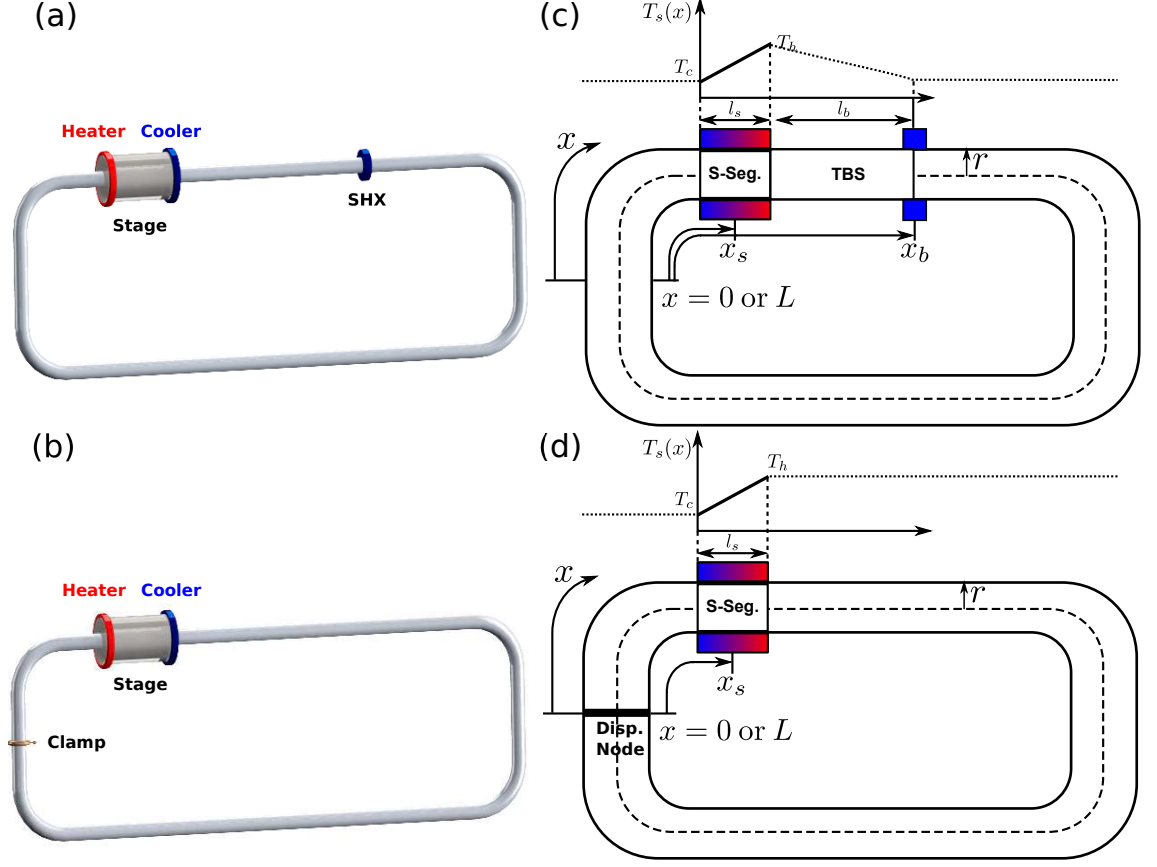 (a)
Heater Cooler
SHX
Stage
(b)
Heater Cooler
Stage
Clamp
(c)
T_s(x)
T_h
T_c
l_s
l_b
x
S-Seg.
TBS
r
x_s
x_b
x = 0 or L
(d)
T_s(x)
T_h
T_c
l_s
x
S-Seg.
r
x_s
Disp.
Node
x = 0 or L